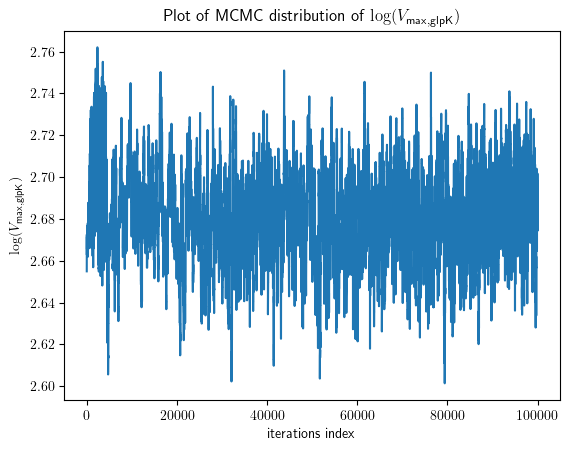 Plot of MCMC distribution of log(V_max,glpK)
log(V_max,glpK)
2.76
2.74
2.72
2.70
2.68
2.66
2.64
2.62
2.60
0 20000 40000 60000 80000 100000
iterations index